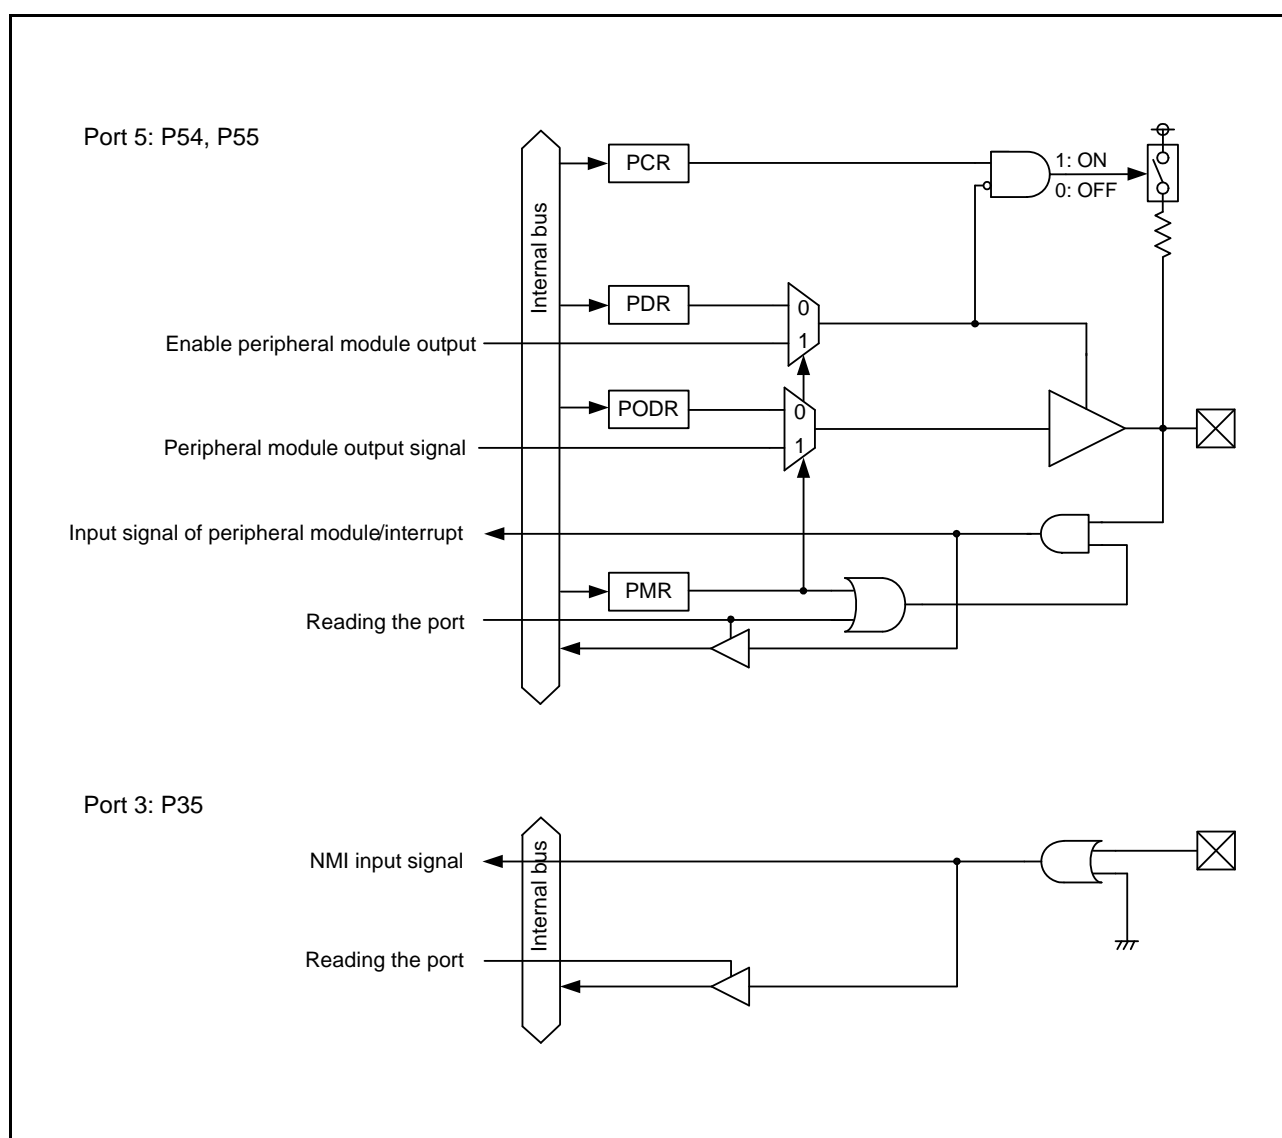 Port 5: P54, P55
Internal bus
PCR
1: ON
0: OFF
PDR
0
1
Enable peripheral module output
PODR
0
1
Peripheral module output signal
Input signal of peripheral module/interrupt
PMR
Reading the port
Port 3: P35
Internal bus
NMI input signal
Reading the port